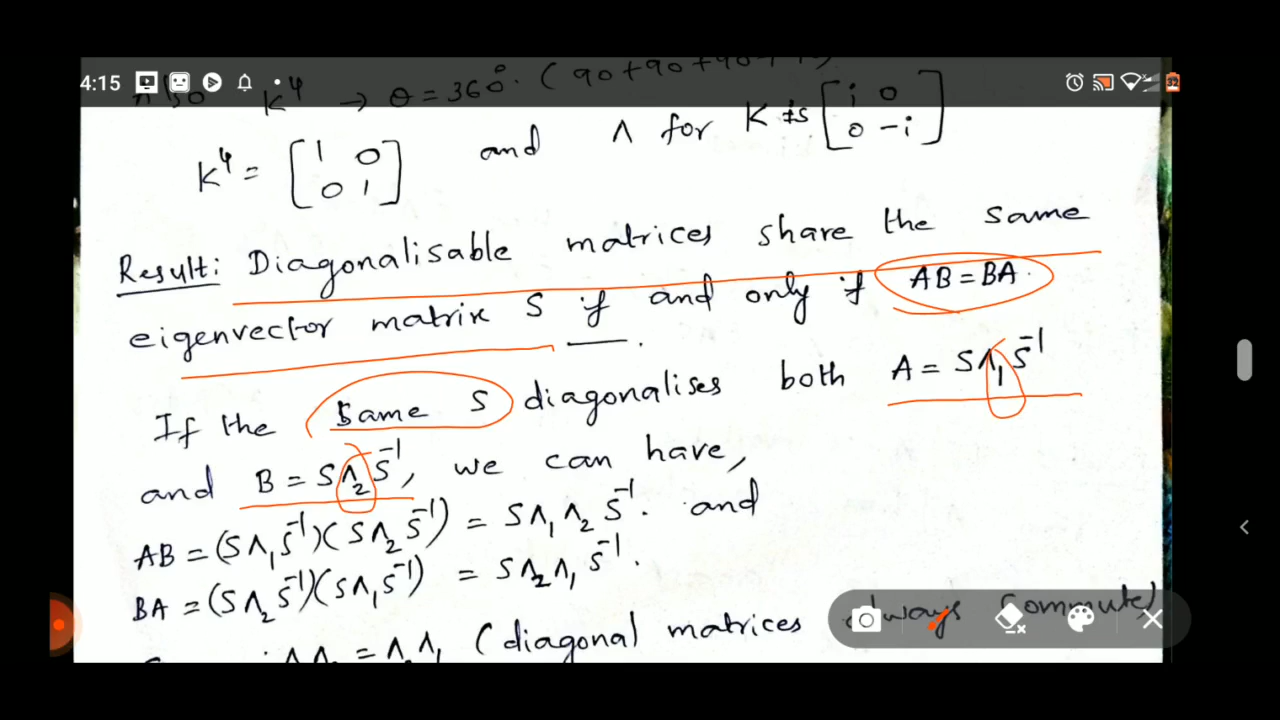 4:15
32
Also K⁴ → θ = 360°. (90+90+90+
K⁴ = [1 0 0 1] and Λ for K is [i 0 0 -i]
Result: Diagonalisable matrices share the same
eigenvector matrix S if and only if AB = BA.
If the same S diagonalises both A = SΛ₁S⁻¹
and B = SΛ₂S⁻¹, we can have,
AB = (SΛ₁S⁻¹)(SΛ₂S⁻¹) = SΛ₁Λ₂S⁻¹. and
BA = (SΛ₂S⁻¹)(SΛ₁S⁻¹) = SΛ₂Λ₁S⁻¹.
= Λ₂Λ₁ (diagonal matrices always commute)